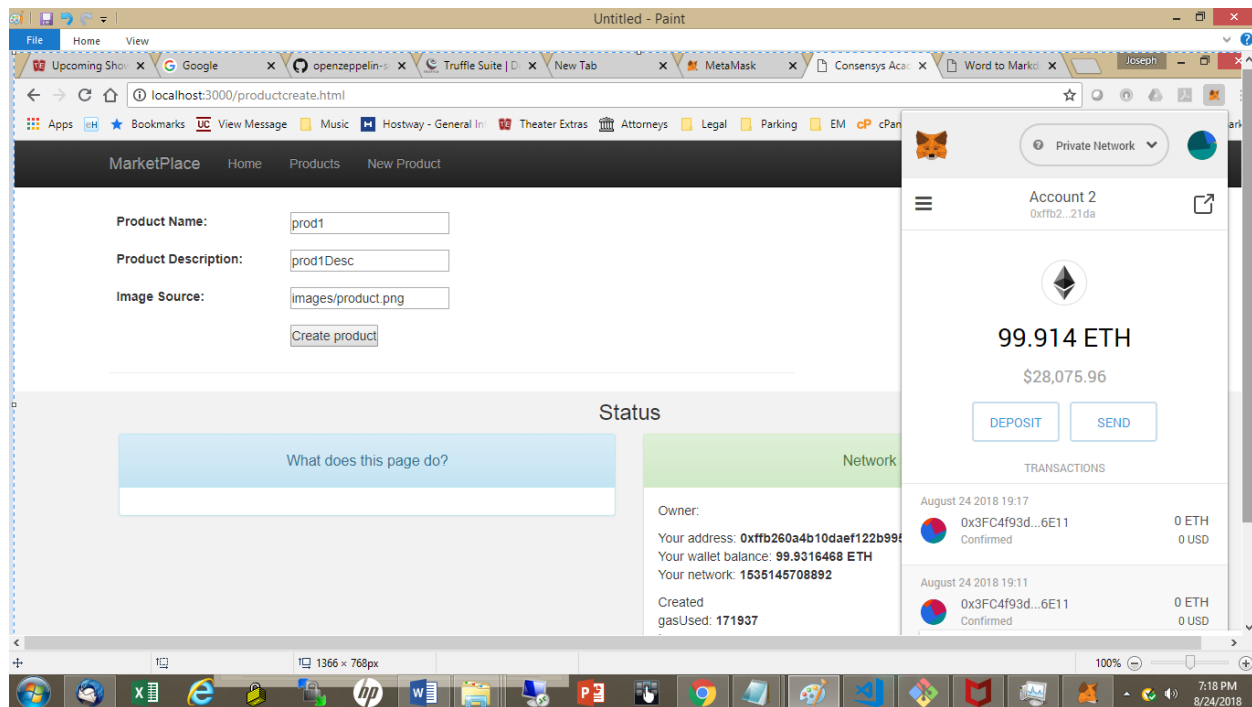 Untitled - Paint
File Home View
Upcoming Shov Google openzeppelin-s Truffle Suite | D New Tab MetaMask Consensys Acad Word to Markd Joseph
localhost:3000/productcreate.html
Apps eH Bookmarks UC View Message Music H Hostway - General In Theater Extras Attorneys Legal Parking EM cP cPan
MarketPlace Home Products New Product
Private Network
Account 2
0xffb2...21da
Product Name: prod1
Product Description: prod1Desc
Image Source: images/product.png
Create product
99.914 ETH
$28,075.96
DEPOSIT SEND
TRANSACTIONS
August 24 2018 19:17
0x3FC4f93d...6E11 0 ETH
Confirmed 0 USD
August 24 2018 19:11
0x3FC4f93d...6E11 0 ETH
Confirmed 0 USD
Status
What does this page do?
Network
Owner:
Your address: 0xffb260a4b10daef122b995
Your wallet balance: 99.9316468 ETH
Your network: 1535145708892
Created
gasUsed: 171937
1366 × 768px
100%
hp
7:18 PM
8/24/2018